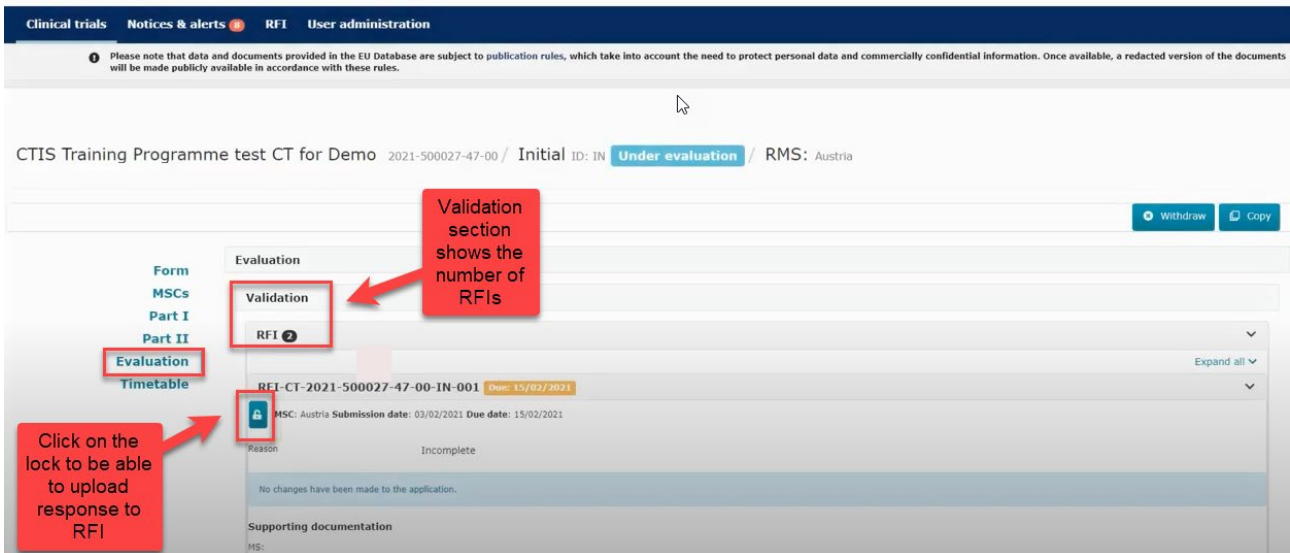 Clinical trials Notices & alerts 8 RFI User administration
Please note that data and documents provided in the EU Database are subject to publication rules, which take into account the need to protect personal data and commercially confidential information. Once available, a redacted version of the documents
will be made publicly available in accordance with these rules.
CTIS Training Programme test CT for Demo 2021-500027-47-00 / Initial ID: IN Under evaluation / RMS: Austria
Validation
section
shows the
number of
RFIs
Withdraw Copy
Form
MSCs
Part I
Part II
Evaluation
Timetable
Evaluation
Validation
RFI 2
Expand all
RFI-CT-2021-500027-47-00-IN-001 Due: 15/02/2021
MSC: Austria Submission date: 03/02/2021 Due date: 15/02/2021
Reason Incomplete
No changes have been made to the application.
Supporting documentation
MS:
Click on the
lock to be able
to upload
response to
RFI